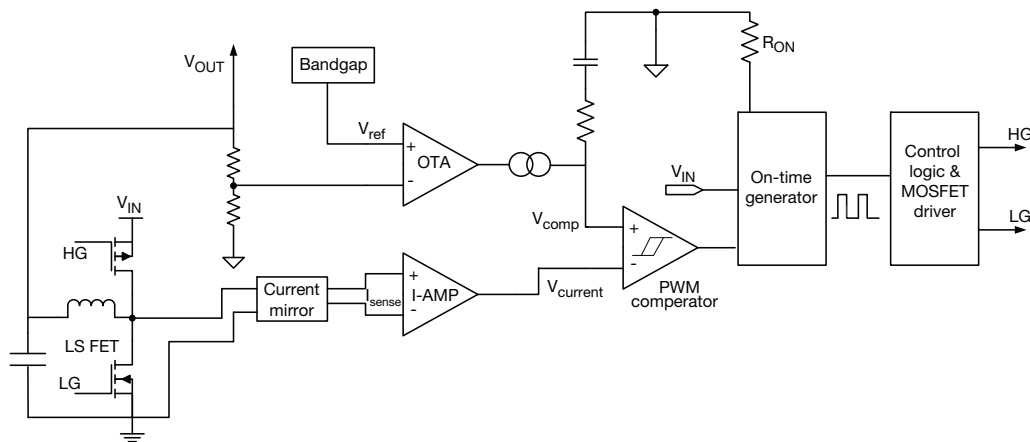 V_OUT
Bandgap
R_ON
V_ref
+
OTA
-
V_IN
On-time
generator
Control
logic &
MOSFET
driver
HG
LG
V_IN
HG
V_comp
+
-
PWM
comperator
Current
mirror
I_sense
+
I-AMP
-
V_current
LS FET
LG